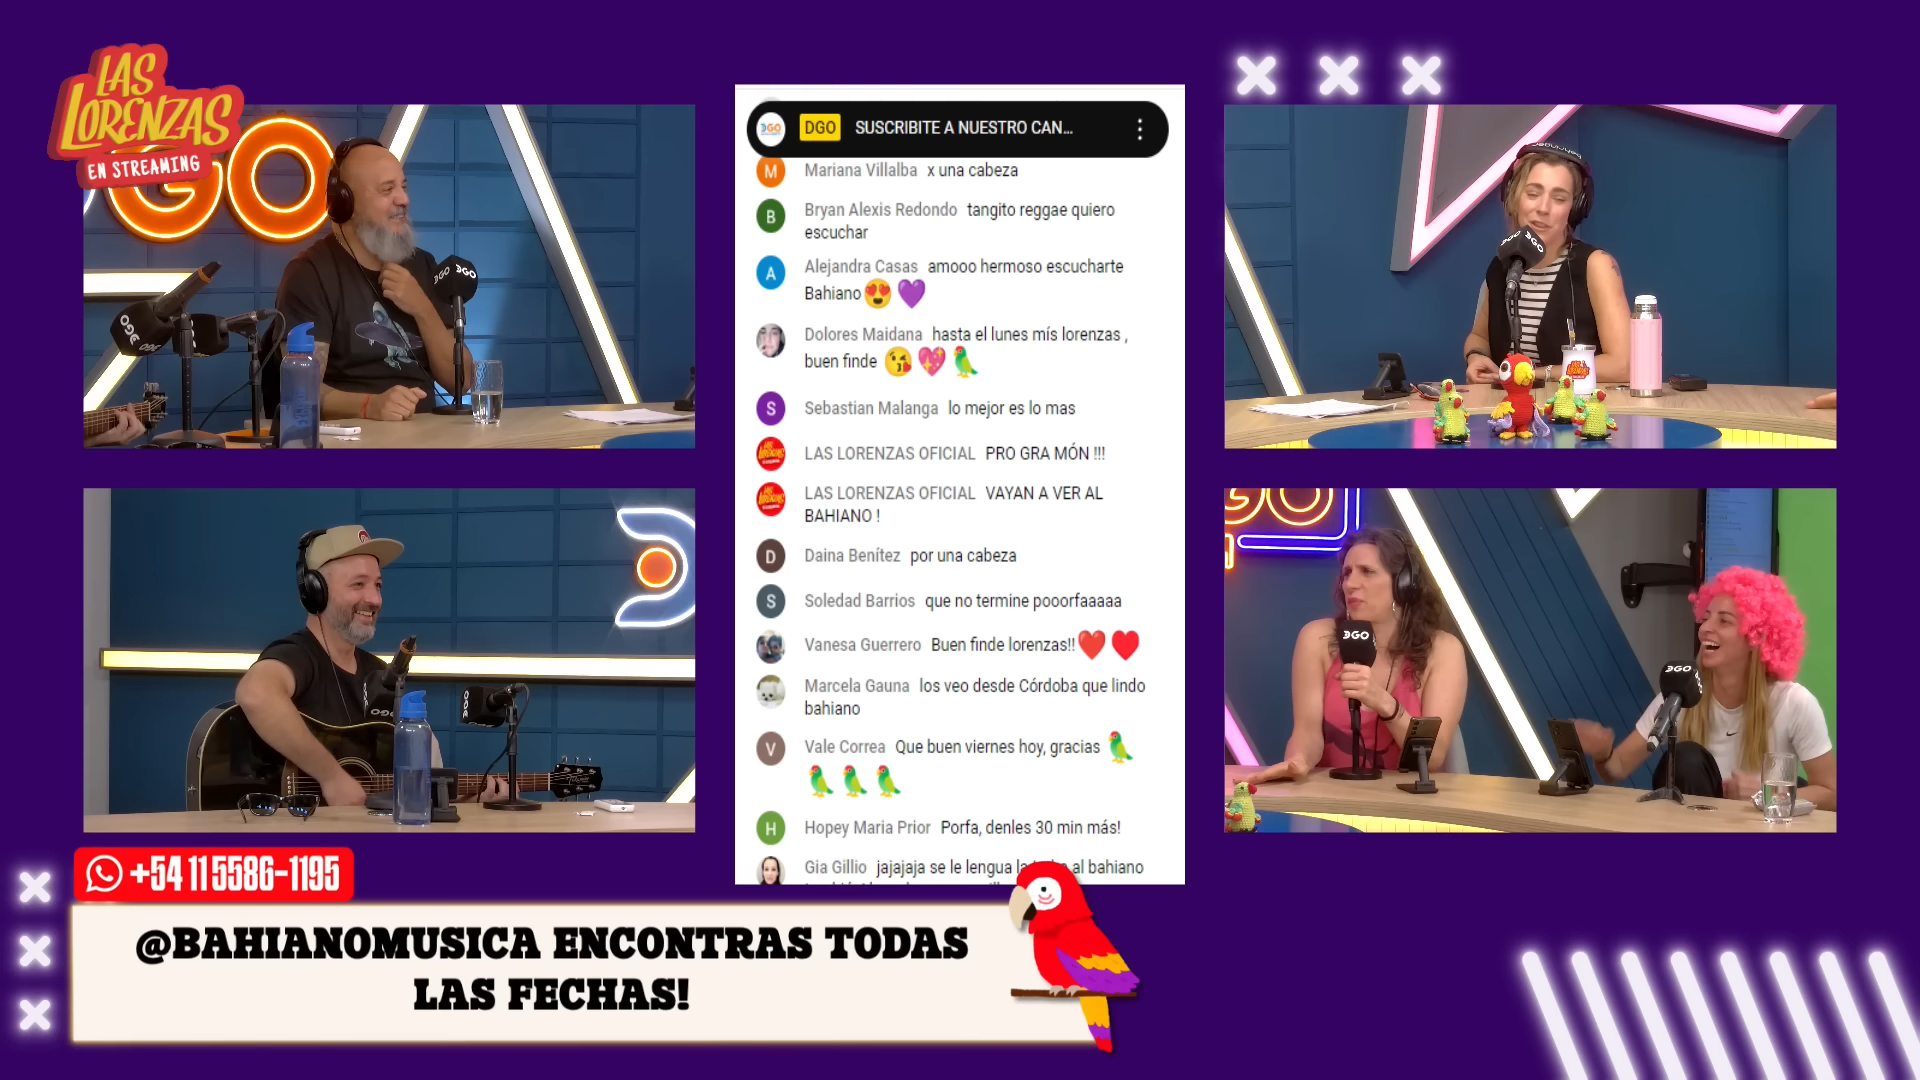 LAS
LORENZAS
EN STREAMING
DGO SUSCRIBITE A NUESTRO CAN...
M Mariana Villalba x una cabeza
B Bryan Alexis Redondo tangito reggae quiero
escuchar
A Alejandra Casas amooo hermoso escucharte
Bahiano😍💜
Dolores Maidana hasta el lunes mís lorenzas ,
buen finde 😘💖🦜
S Sebastian Malanga lo mejor es lo mas
LAS LORENZAS OFICIAL PRO GRA MÓN !!!
LAS LORENZAS OFICIAL VAYAN A VER AL
BAHIANO !
D Daina Benítez por una cabeza
S Soledad Barrios que no termine pooorfaaaaa
Vanesa Guerrero Buen finde lorenzas!!❤️♥️
Marcela Gauna los veo desde Córdoba que lindo
bahiano
V Vale Correa Que buen viernes hoy, gracias 🦜
🦜🦜🦜
H Hopey Maria Prior Porfa, denles 30 min más!
Gia Gillio jajajaja se le lengua al bahiano
+54 11 5586-1195
@BAHIANOMUSICA ENCONTRAS TODAS
LAS FECHAS!